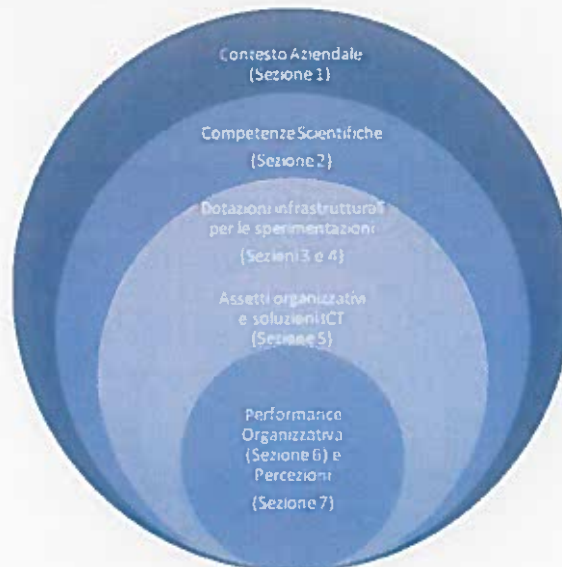 Contesto Aziendale
(Sezione 1)
Competenze Scientifiche
(Sezione 2)
Dotazioni infrastrutturali
per le sperimentazioni
(Sezioni 3 e 4)
Assetti organizzativi
e soluzioni ICT
(Sezione 5)
Performance
Organizzativa
(Sezione 6) e
Percezioni
(Sezione 7)